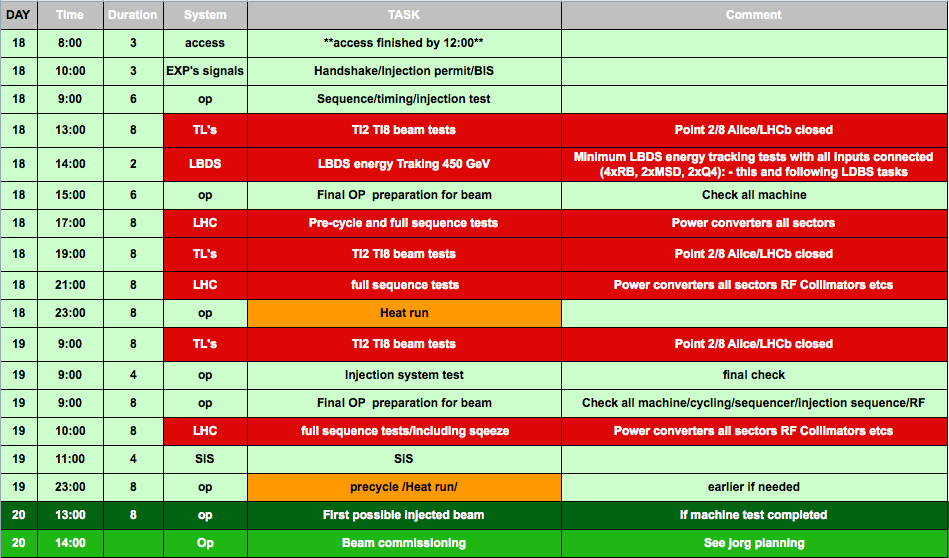 DAY Time Duration System TASK Comment
18 8:00 3 access **access finished by 12:00**
18 10:00 3 EXP's signals Handshake/Injection permit/BIS
18 9:00 6 op Sequence/timing/injection test
18 13:00 8 TL's TI2 TI8 beam tests Point 2/8 Alice/LHCb closed
18 14:00 2 LBDS LBDS energy Traking 450 GeV Minimum LBDS energy tracking tests with all inputs connected
(4xRB, 2xMSD, 2xQ4): - this and following LDBS tasks
18 15:00 6 op Final OP preparation for beam Check all machine
18 17:00 8 LHC Pre-cycle and full sequence tests Power converters all sectors
18 19:00 8 TL's TI2 TI8 beam tests Point 2/8 Alice/LHCb closed
18 21:00 8 LHC full sequence tests Power converters all sectors RF Collimators etcs
18 23:00 8 op Heat run
19 9:00 8 TL's TI2 TI8 beam tests Point 2/8 Alice/LHCb closed
19 9:00 4 op Injection system test final check
19 9:00 8 op Final OP preparation for beam Check all machine/cycling/sequencer/injection sequence/RF
19 10:00 8 LHC full sequence tests/including sqeeze Power converters all sectors RF Collimators etcs
19 11:00 4 SIS SiS
19 23:00 8 op precycle /Heat run/ earlier if needed
20 13:00 8 op First possible injected beam If machine test completed
20 14:00 Op Beam commissioning See jorg planning